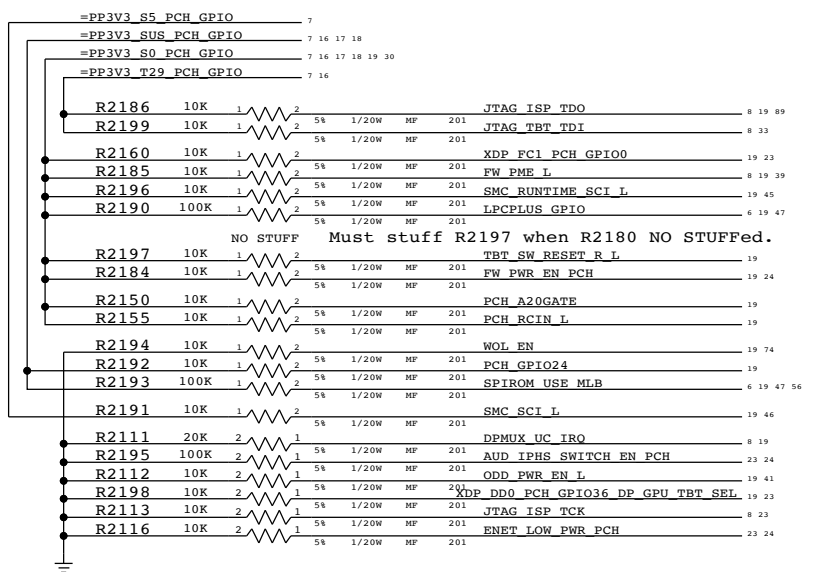 =PP3V3_S5_PCH_GPIO 7
=PP3V3_SUS_PCH_GPIO 7 16 17 18
=PP3V3_S0_PCH_GPIO 7 16 17 18 19 30
=PP3V3_T29_PCH_GPIO 7 16
R2186 10K 1 2 5% 1/20W MF 201 JTAG_ISP_TDO 8 19 89
R2199 10K 1 2 5% 1/20W MF 201 JTAG_TBT_TDI 8 33
R2160 10K 1 2 5% 1/20W MF 201 XDP_FC1_PCH_GPIO0 19 23
R2185 10K 1 2 5% 1/20W MF 201 FW_PME_L 8 19 39
R2196 10K 1 2 5% 1/20W MF 201 SMC_RUNTIME_SCI_L 19 45
R2190 100K 1 2 5% 1/20W MF 201 LPCPLUS_GPIO 6 19 47
NO STUFF Must stuff R2197 when R2180 NO STUFFed.
R2197 10K 1 2 5% 1/20W MF 201 TBT_SW_RESET_R_L 19
R2184 10K 1 2 5% 1/20W MF 201 FW_PWR_EN_PCH 19 24
R2150 10K 1 2 5% 1/20W MF 201 PCH_A20GATE 19
R2155 10K 1 2 5% 1/20W MF 201 PCH_RCIN_L 19
R2194 10K 1 2 5% 1/20W MF 201 WOL_EN 19 74
R2192 10K 1 2 5% 1/20W MF 201 PCH_GPIO24 19
R2193 100K 1 2 5% 1/20W MF 201 SPIROM_USE_MLB 6 19 47 56
R2191 10K 1 2 5% 1/20W MF 201 SMC_SCI_L 19 46
R2111 20K 2 1 5% 1/20W MF 201 DPMUX_UC_IRQ 8 19
R2195 100K 2 1 5% 1/20W MF 201 AUD_IPHS_SWITCH_EN_PCH 23 24
R2112 10K 2 1 5% 1/20W MF 201 ODD_PWR_EN_L 19 41
R2198 10K 2 1 5% 1/20W MF 201 XDP_DD0_PCH_GPIO36_DP_GPU_TBT_SEL 19 23
R2113 10K 2 1 5% 1/20W MF 201 JTAG_ISP_TCK 8 23
R2116 10K 2 1 5% 1/20W MF 201 ENET_LOW_PWR_PCH 23 24